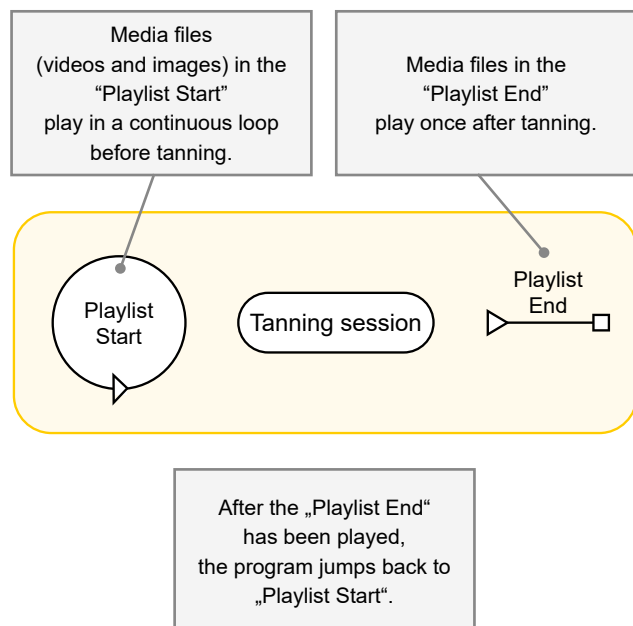 Media files
(videos and images) in the
“Playlist Start”
play in a continuous loop
before tanning.
Media files in the
“Playlist End”
play once after tanning.
Playlist
Start
Tanning session
Playlist
End
After the „Playlist End“
has been played,
the program jumps back to
„Playlist Start“.